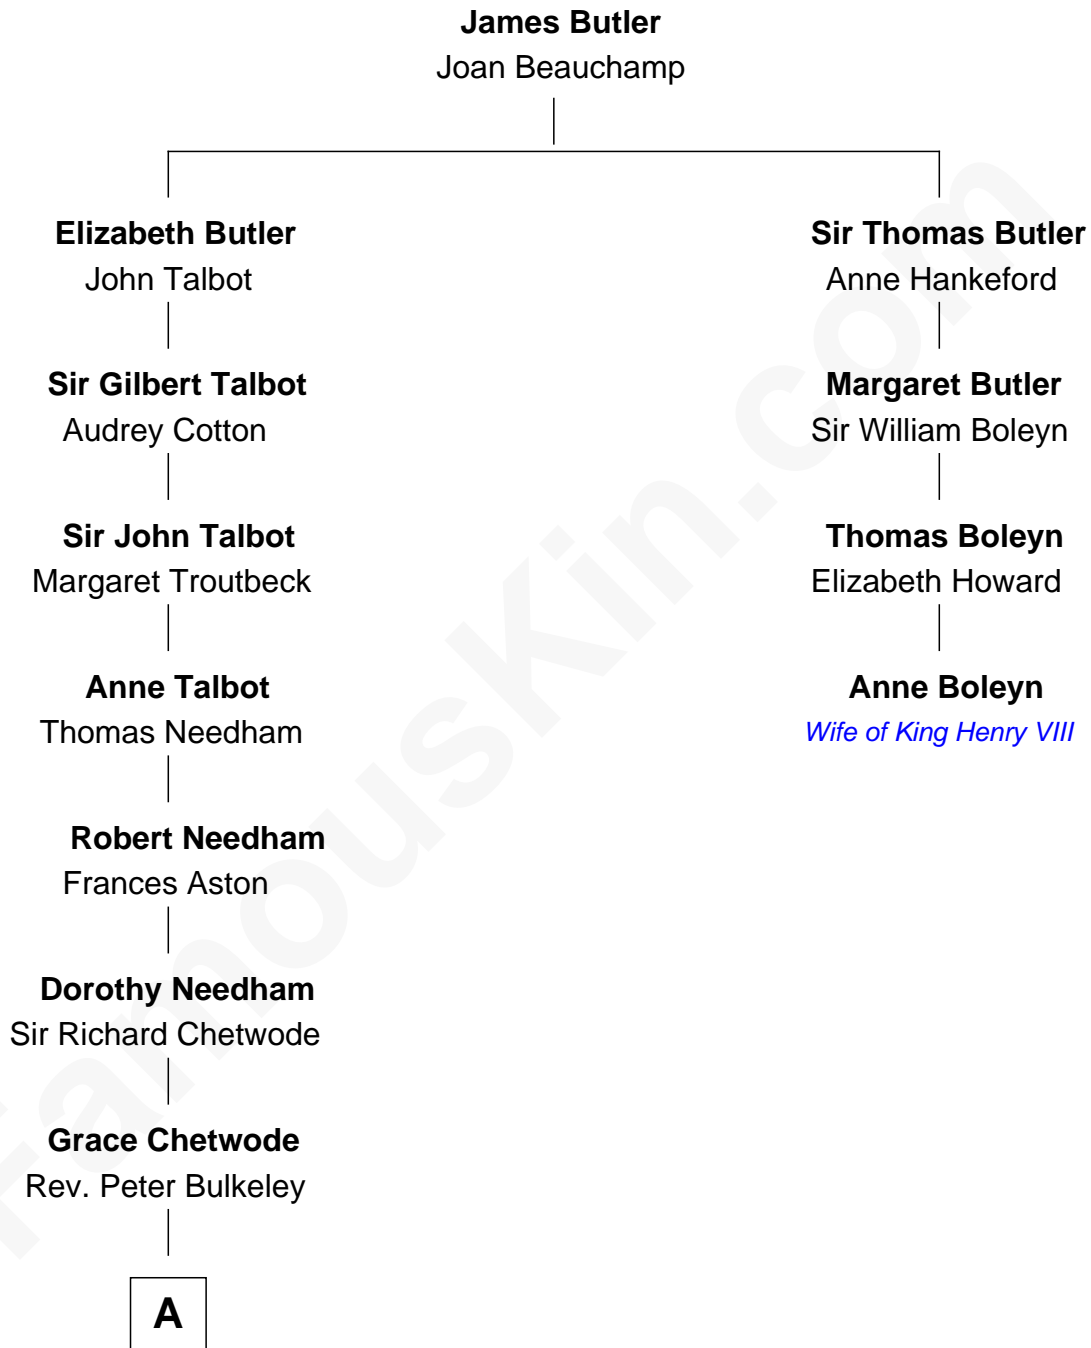 James Butler
Joan Beauchamp
Elizabeth Butler
John Talbot
Sir Thomas Butler
Anne Hankeford
Sir Gilbert Talbot
Audrey Cotton
Margaret Butler
Sir William Boleyn
Sir John Talbot
Margaret Troutbeck
Thomas Boleyn
Elizabeth Howard
Anne Talbot
Thomas Needham
Anne Boleyn
Wife of King Henry VIII
Robert Needham
Frances Aston
Dorothy Needham
Sir Richard Chetwode
Grace Chetwode
Rev. Peter Bulkeley
A
FamousKin.com